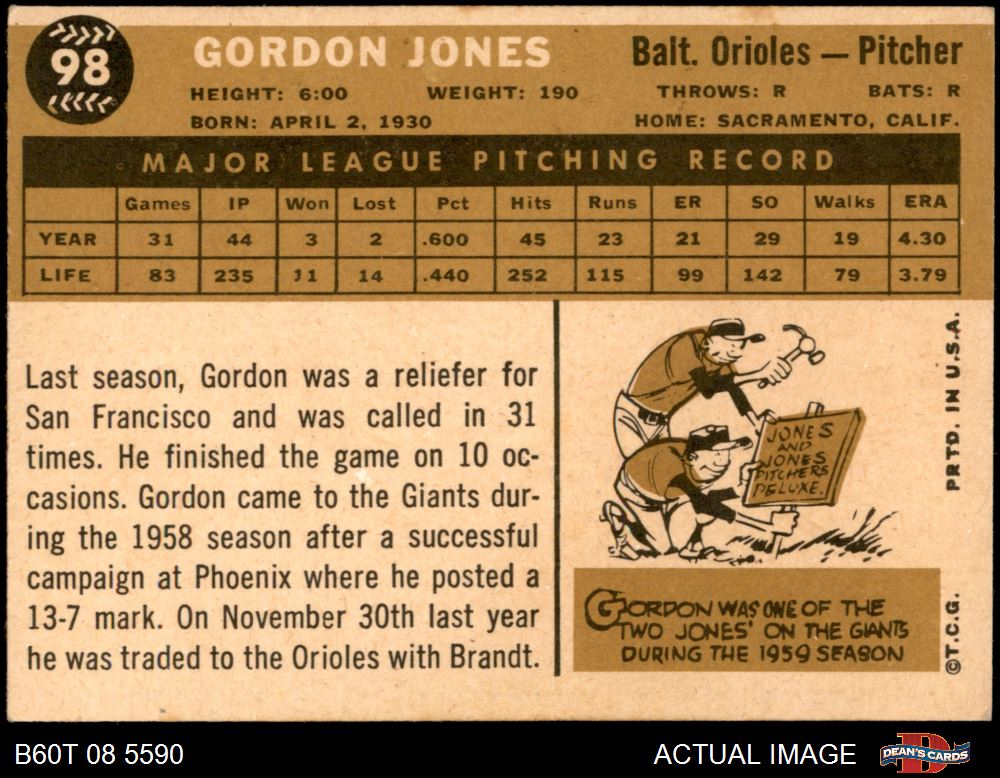 98
GORDON JONES
Balt. Orioles — Pitcher
HEIGHT: 6:00 WEIGHT: 190 THROWS: R BATS: R
BORN: APRIL 2, 1930 HOME: SACRAMENTO, CALIF.
MAJOR LEAGUE PITCHING RECORD
Games IP Won Lost Pct Hits Runs ER SO Walks ERA
YEAR 31 44 3 2 .600 45 23 21 29 19 4.30
LIFE 83 235 11 14 .440 252 115 99 142 79 3.79
Last season, Gordon was a reliefer for
San Francisco and was called in 31
times. He finished the game on 10 oc-
casions. Gordon came to the Giants dur-
ing the 1958 season after a successful
campaign at Phoenix where he posted a
13-7 mark. On November 30th last year
he was traded to the Orioles with Brandt.
JONES
AND
JONES
PITCHERS
DELUXE.
GORDON WAS ONE OF THE
TWO JONES' ON THE GIANTS
DURING THE 1959 SEASON
PRTD. IN U.S.A.
©T.C.G.
B60T 08 5590
ACTUAL IMAGE
DEAN'S CARDS